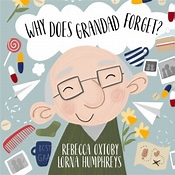 WHY DOES GRANDAD FORGET?
REBECCA OXTOBY
LORNA HUMPHREYS